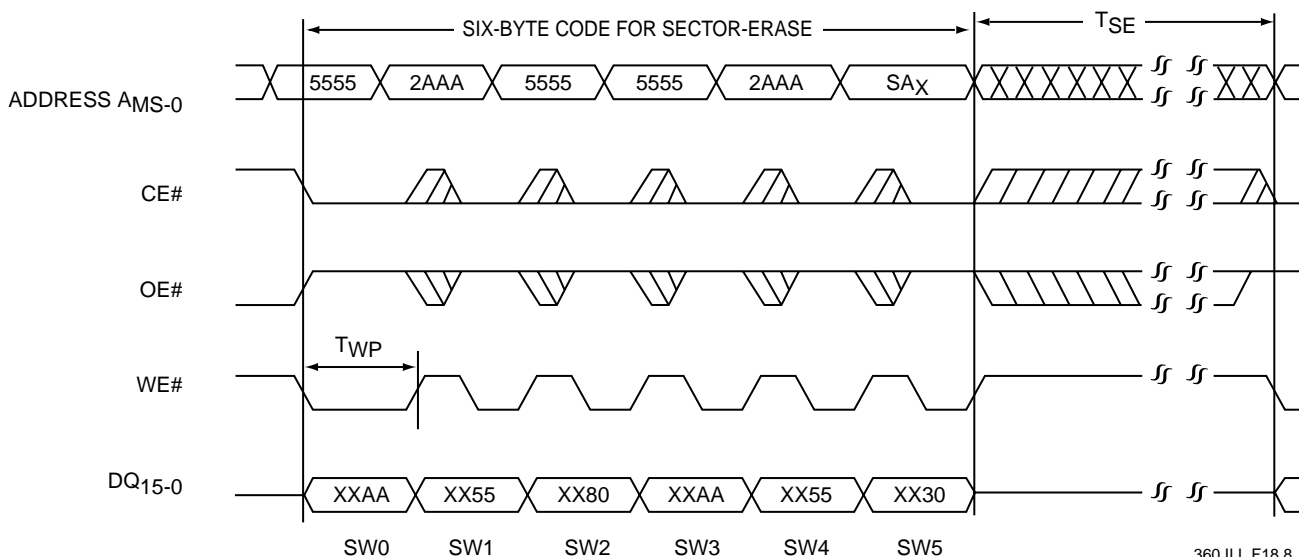 SIX-BYTE CODE FOR SECTOR-ERASE
TSE
ADDRESS AMS-0
5555 2AAA 5555 5555 2AAA SAX
CE#
OE#
TWP
WE#
DQ15-0
XXAA XX55 XX80 XXAA XX55 XX30
SW0 SW1 SW2 SW3 SW4 SW5
360 ILL F18.8